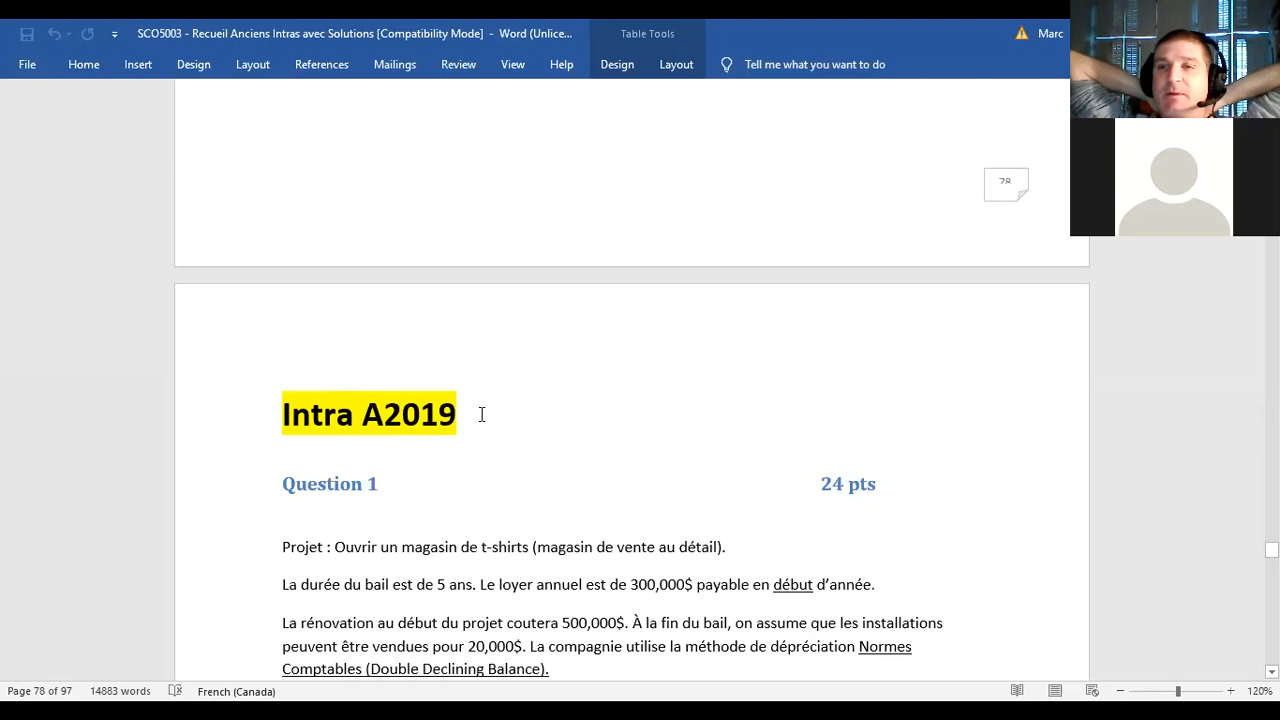 SCO5003 - Recueil Anciens Intras avec Solutions [Compatibility Mode] - Word (Unlice...
Table Tools
Marc
File Home Insert Design Layout References Mailings Review View Help Design Layout Tell me what you want to do
78
Intra A2019
Question 1 24 pts
Projet : Ouvrir un magasin de t-shirts (magasin de vente au détail).
La durée du bail est de 5 ans. Le loyer annuel est de 300,000$ payable en début d’année.
La rénovation au début du projet coutera 500,000$. À la fin du bail, on assume que les installations
peuvent être vendues pour 20,000$. La compagnie utilise la méthode de dépréciation Normes
Comptables (Double Declining Balance).
Page 78 of 97 14883 words French (Canada) 120%